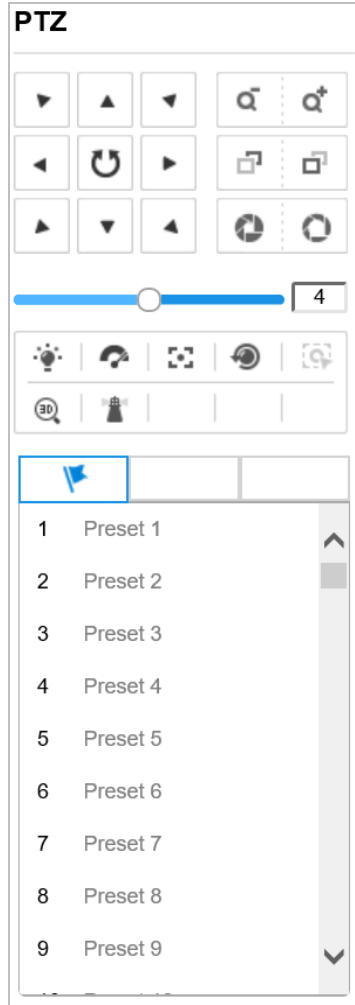 PTZ
4
3D
1 Preset 1
2 Preset 2
3 Preset 3
4 Preset 4
5 Preset 5
6 Preset 6
7 Preset 7
8 Preset 8
9 Preset 9